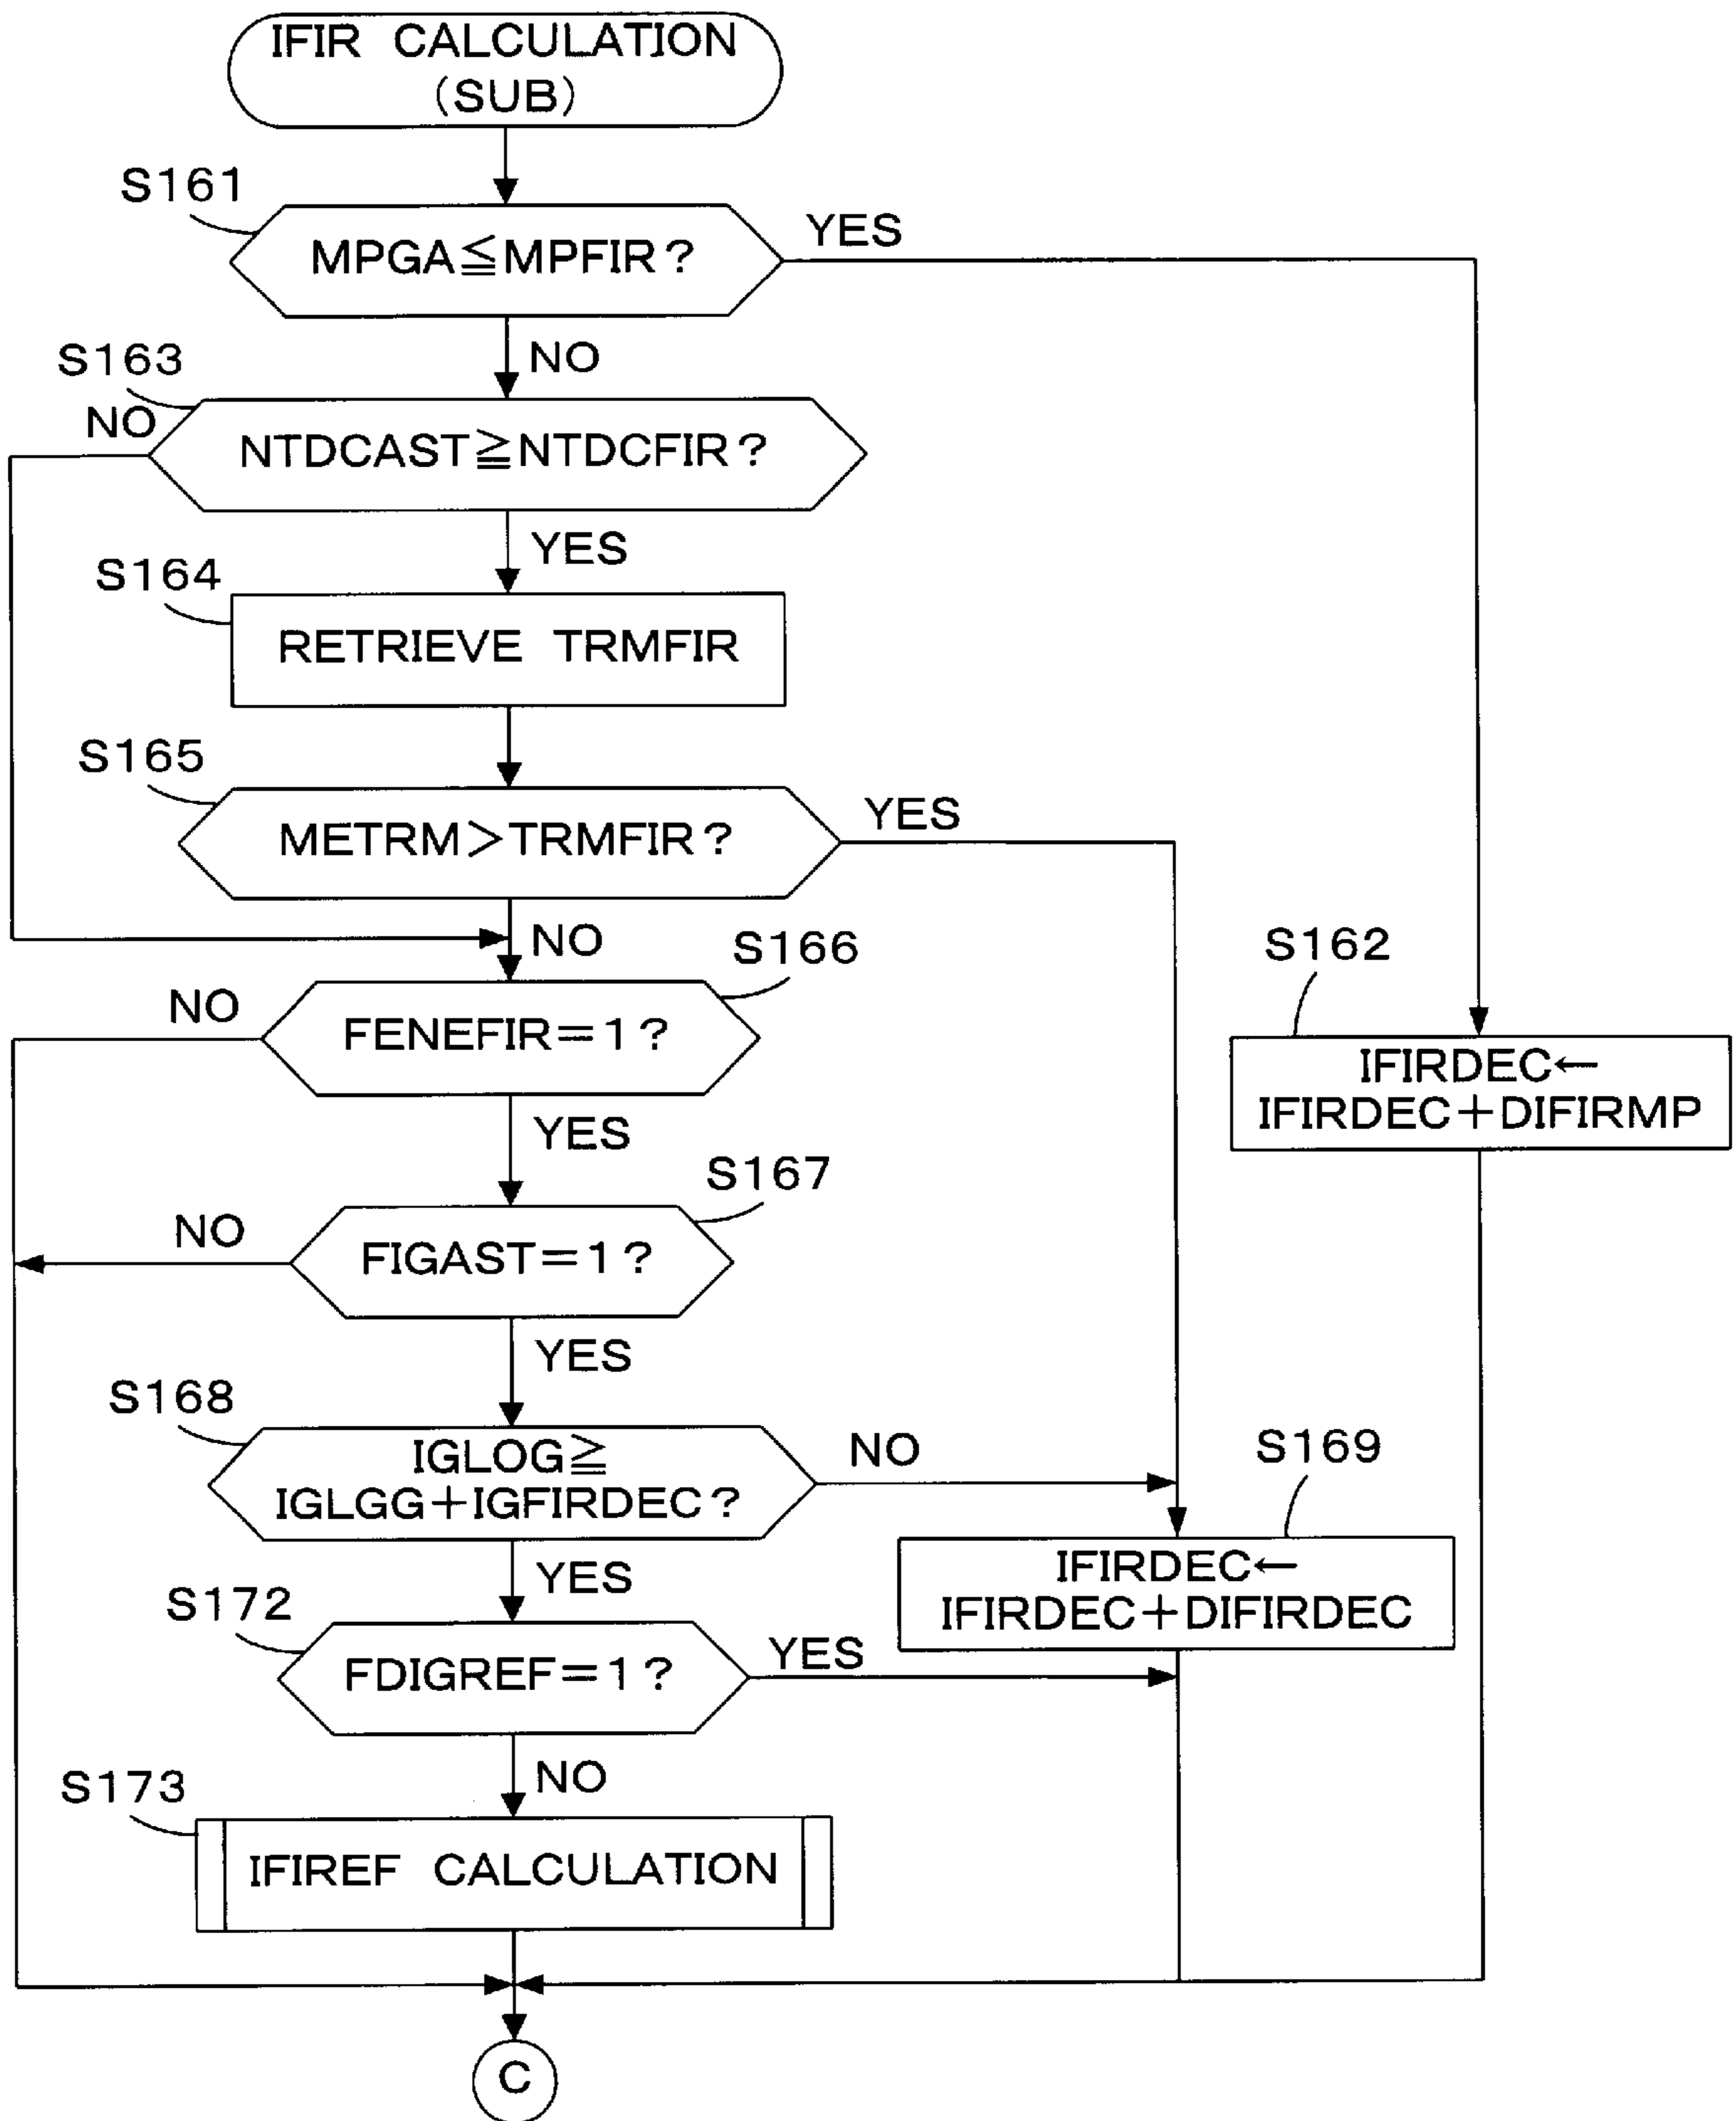 IFIR CALCULATION
(SUB)
S161
MPGA≦MPFIR?
YES
NO
S163
NO
NTDCAST≧NTDCFIR?
YES
S164
RETRIEVE TRMFIR
S165
METRM>TRMFIR?
YES
NO
S166
NO
FENEFIR=1?
YES
S162
IFIRDEC←
IFIRDEC+DIFIRMP
S167
NO
FIGAST=1?
YES
S168
IGLOG≧
IGLGG+IGFIRDEC?
NO
YES
S169
IFIRDEC←
IFIRDEC+DIFIRDEC
S172
FDIGREF=1?
YES
NO
S173
IFIREF CALCULATION
C